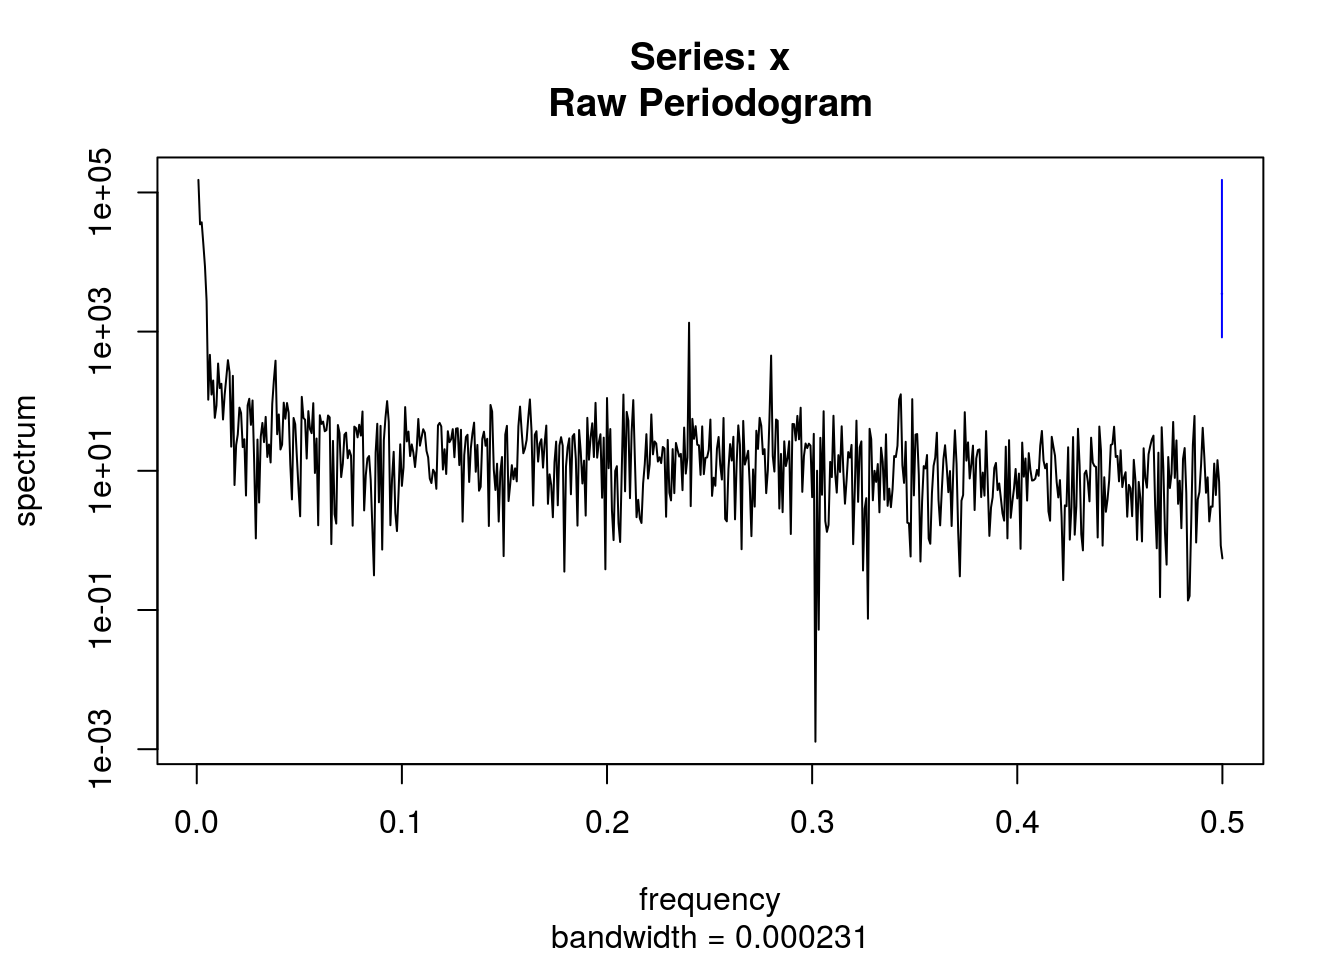 Series: x
Raw Periodogram
spectrum
1e+05
1e+03
1e+01
1e-01
1e-03
0.0 0.1 0.2 0.3 0.4 0.5
frequency
bandwidth = 0.000231